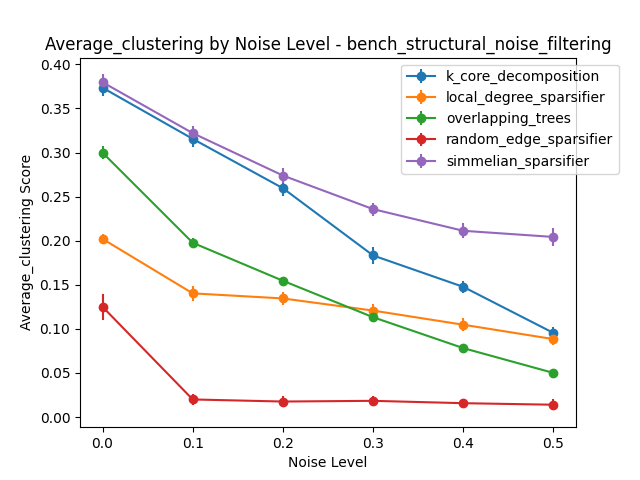 Average_clustering by Noise Level - bench_structural_noise_filtering
Average_clustering Score
0.40
0.35
0.30
0.25
0.20
0.15
0.10
0.05
0.00
k_core_decomposition
local_degree_sparsifier
overlapping_trees
random_edge_sparsifier
simmelian_sparsifier
0.0 0.1 0.2 0.3 0.4 0.5
Noise Level